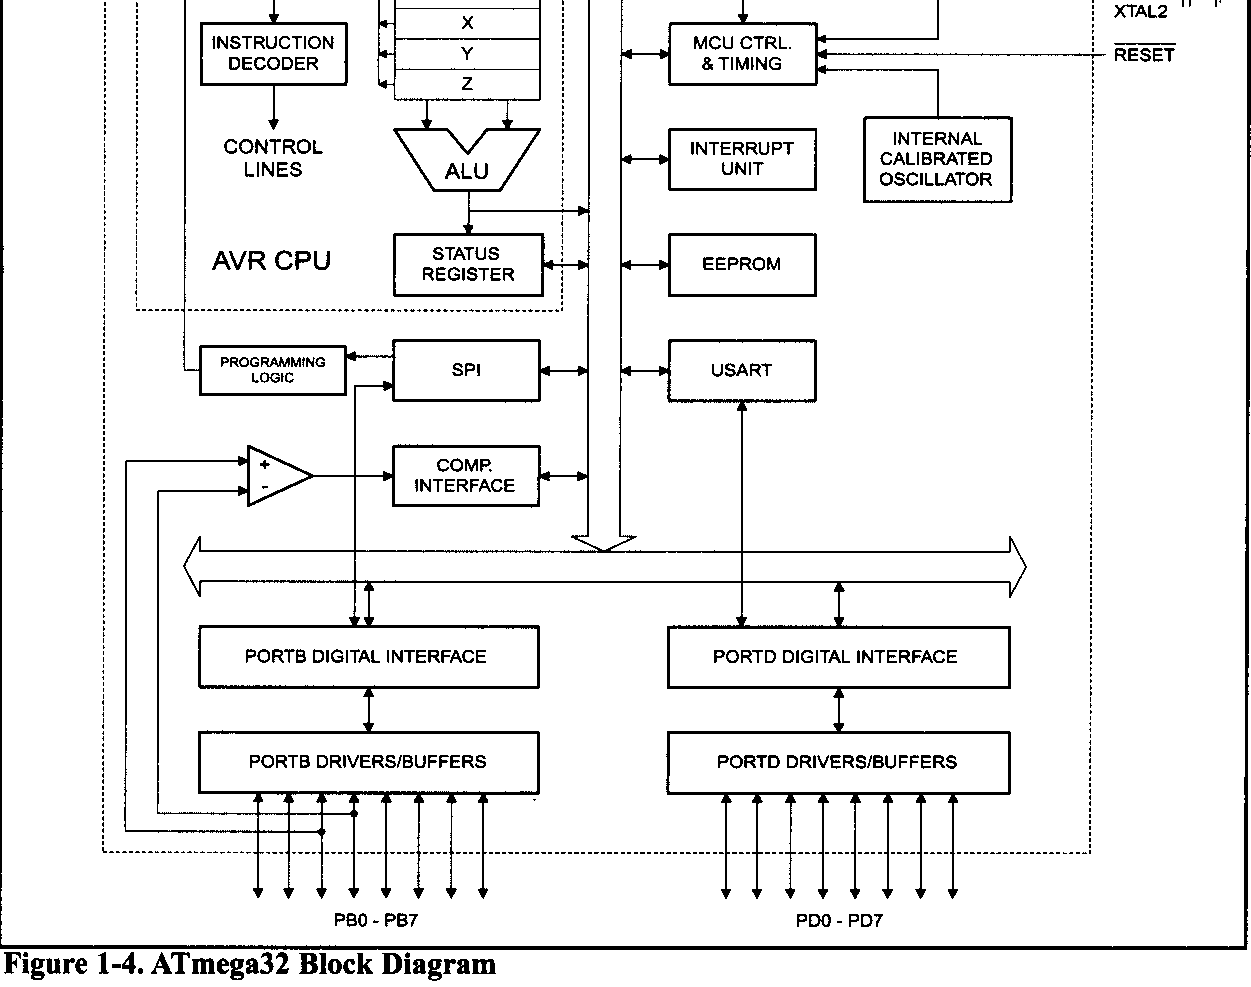 XTAL2
X
INSTRUCTION
DECODER
Y
Z
MCU CTRL.
& TIMING
RESET
CONTROL
LINES
ALU
INTERRUPT
UNIT
INTERNAL
CALIBRATED
OSCILLATOR
AVR CPU
STATUS
REGISTER
EEPROM
PROGRAMMING
LOGIC
SPI
USART
+
-
COMP.
INTERFACE
PORTB DIGITAL INTERFACE
PORTD DIGITAL INTERFACE
PORTB DRIVERS/BUFFERS
PORTD DRIVERS/BUFFERS
PB0 - PB7
PD0 - PD7
Figure 1-4. ATmega32 Block Diagram